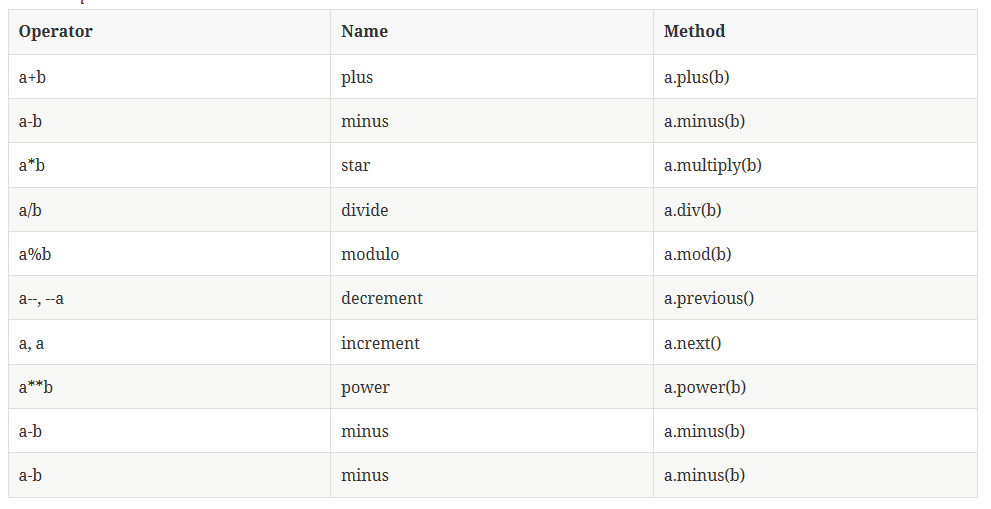 Operator Name Method
a+b plus a.plus(b)
a-b minus a.minus(b)
a*b star a.multiply(b)
a/b divide a.div(b)
a%b modulo a.mod(b)
a--, --a decrement a.previous()
a, a increment a.next()
a**b power a.power(b)
a-b minus a.minus(b)
a-b minus a.minus(b)